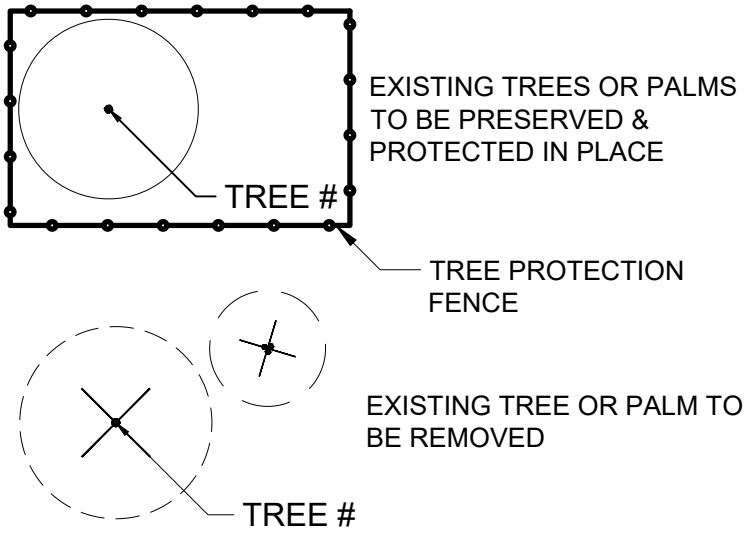 EXISTING TREES OR PALMS
TO BE PRESERVED &
PROTECTED IN PLACE
TREE #
TREE PROTECTION
FENCE
EXISTING TREE OR PALM TO
BE REMOVED
TREE #